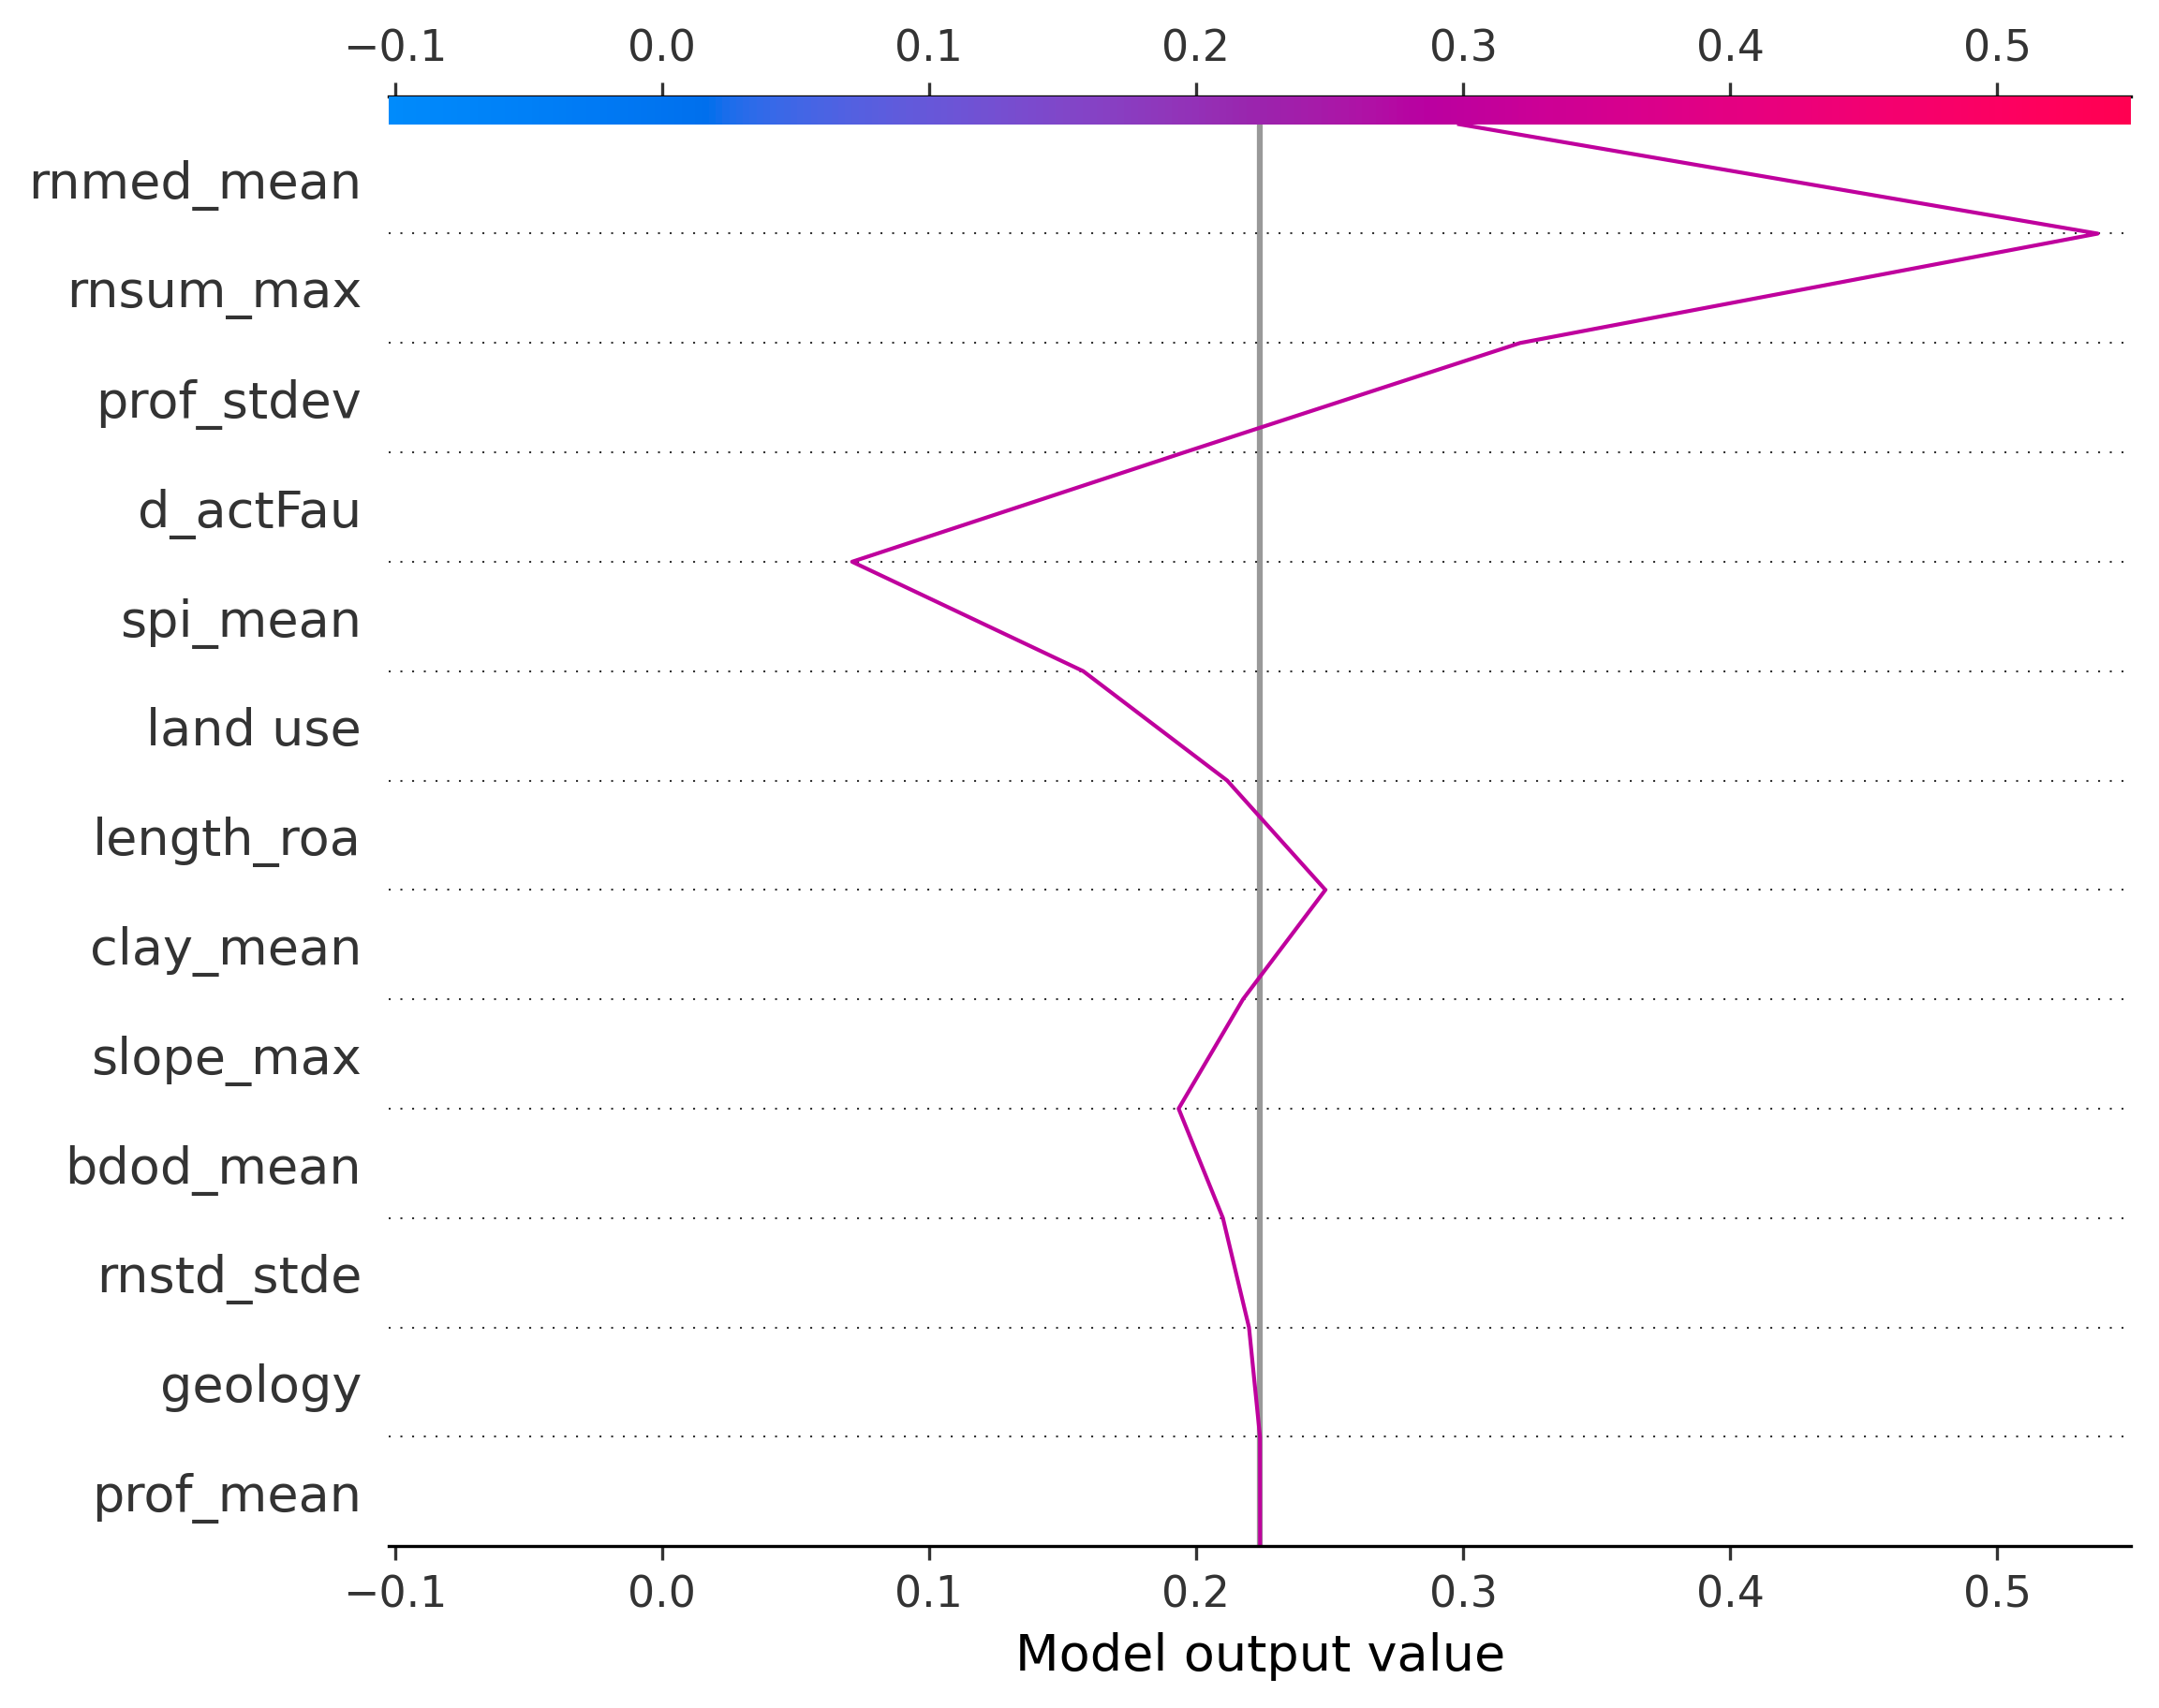 −0.1 0.0 0.1 0.2 0.3 0.4 0.5
rnmed_mean
rnsum_max
prof_stdev
d_actFau
spi_mean
land use
length_roa
clay_mean
slope_max
bdod_mean
rnstd_stde
geology
prof_mean
−0.1 0.0 0.1 0.2 0.3 0.4 0.5
Model output value